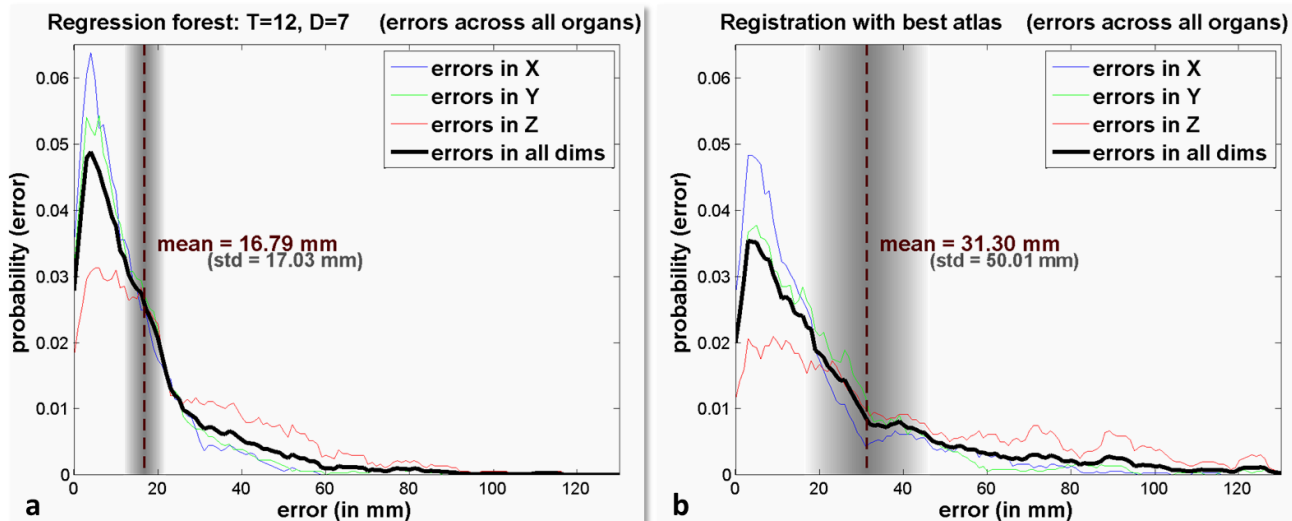 Regression forest: T=12, D=7 (errors across all organs)
0.06
0.05
0.04
0.03
0.02
0.01
0
probability (error)
errors in X
errors in Y
errors in Z
errors in all dims
mean = 16.79 mm
(std = 17.03 mm)
0 20 40 60 80 100 120
error (in mm)
a
Registration with best atlas (errors across all organs)
0.06
0.05
0.04
0.03
0.02
0.01
0
probability (error)
errors in X
errors in Y
errors in Z
errors in all dims
mean = 31.30 mm
(std = 50.01 mm)
0 20 40 60 80 100 120
error (in mm)
b